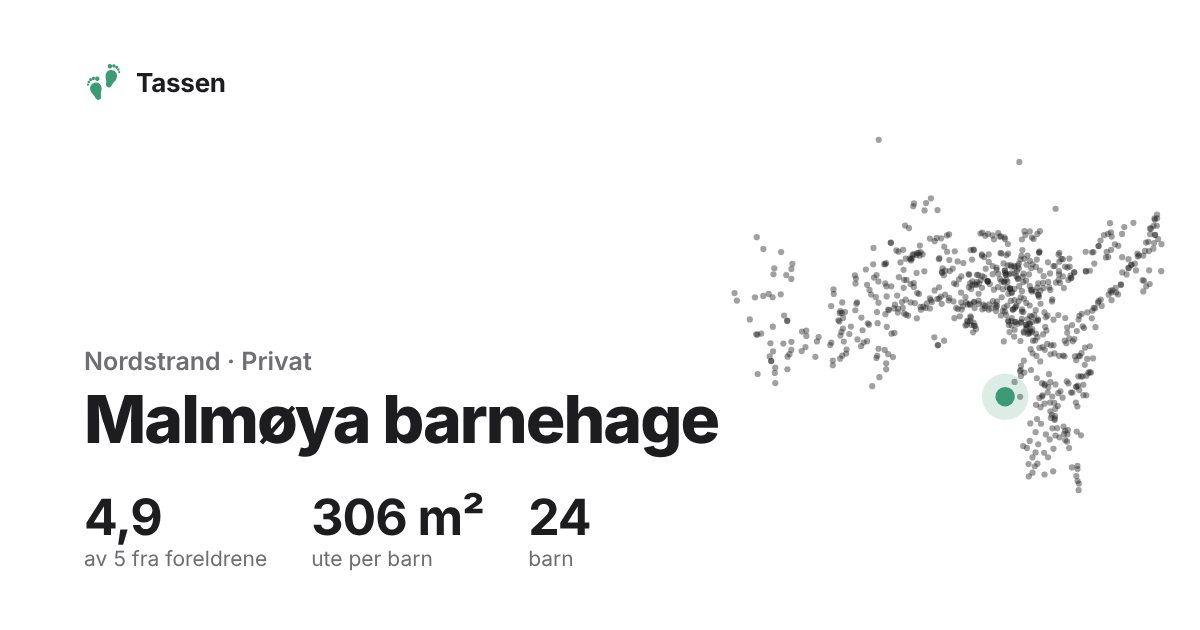 Tassen
Nordstrand · Privat
Malmøya barnehage
4,9
av 5 fra foreldrene
306 m²
ute per barn
24
barn